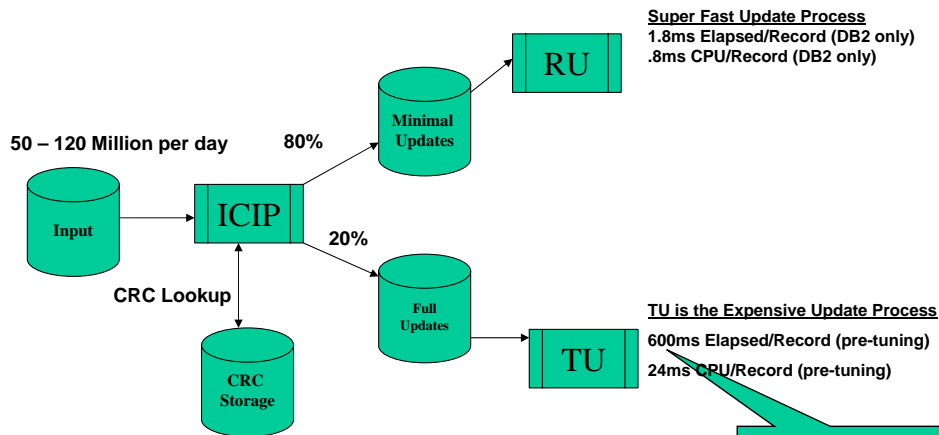 Super Fast Update Process
1.8ms Elapsed/Record (DB2 only)
.8ms CPU/Record (DB2 only)
RU
Minimal
Updates
50 – 120 Million per day
80%
Input
ICIP
20%
CRC Lookup
Full
Updates
CRC
Storage
TU
TU is the Expensive Update Process
600ms Elapsed/Record (pre-tuning)
24ms CPU/Record (pre-tuning)